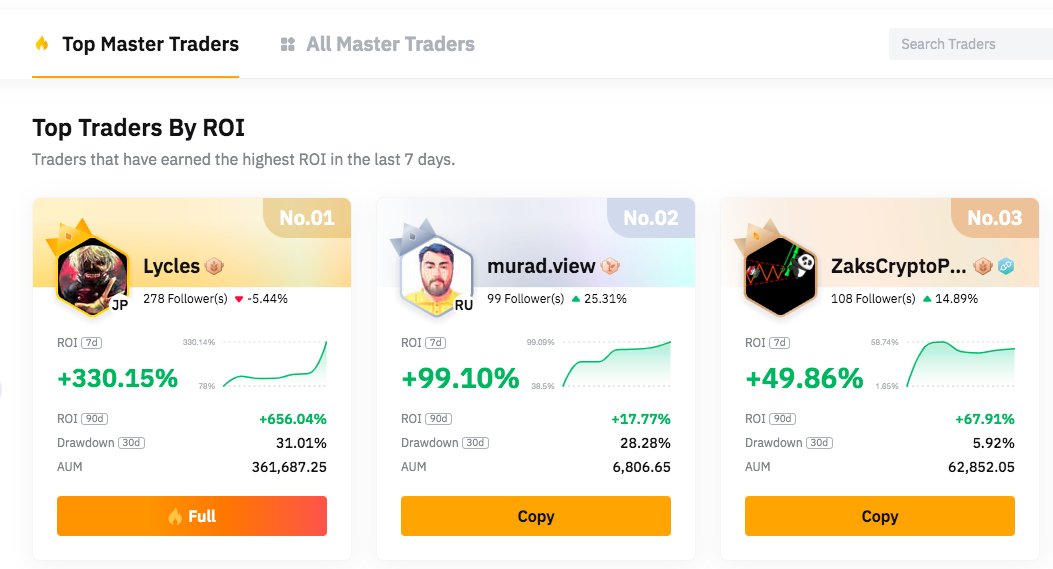 Top Master Traders
All Master Traders
Search Traders
Top Traders By ROI
Traders that have earned the highest ROI in the last 7 days.
No.01
Lycles
JP
278 Follower(s) -5.44%
ROI 7d
330.14%
+330.15%
78%
ROI 90d +656.04%
Drawdown 30d 31.01%
AUM 361,687.25
Full
No.02
murad.view
RU
99 Follower(s) 25.31%
ROI 7d
99.09%
+99.10%
38.5%
ROI 90d +17.77%
Drawdown 30d 28.28%
AUM 6,806.65
Copy
No.03
ZaksCryptoP...
108 Follower(s) 14.89%
ROI 7d
58.74%
+49.86%
1.65%
ROI 90d +67.91%
Drawdown 30d 5.92%
AUM 62,852.05
Copy